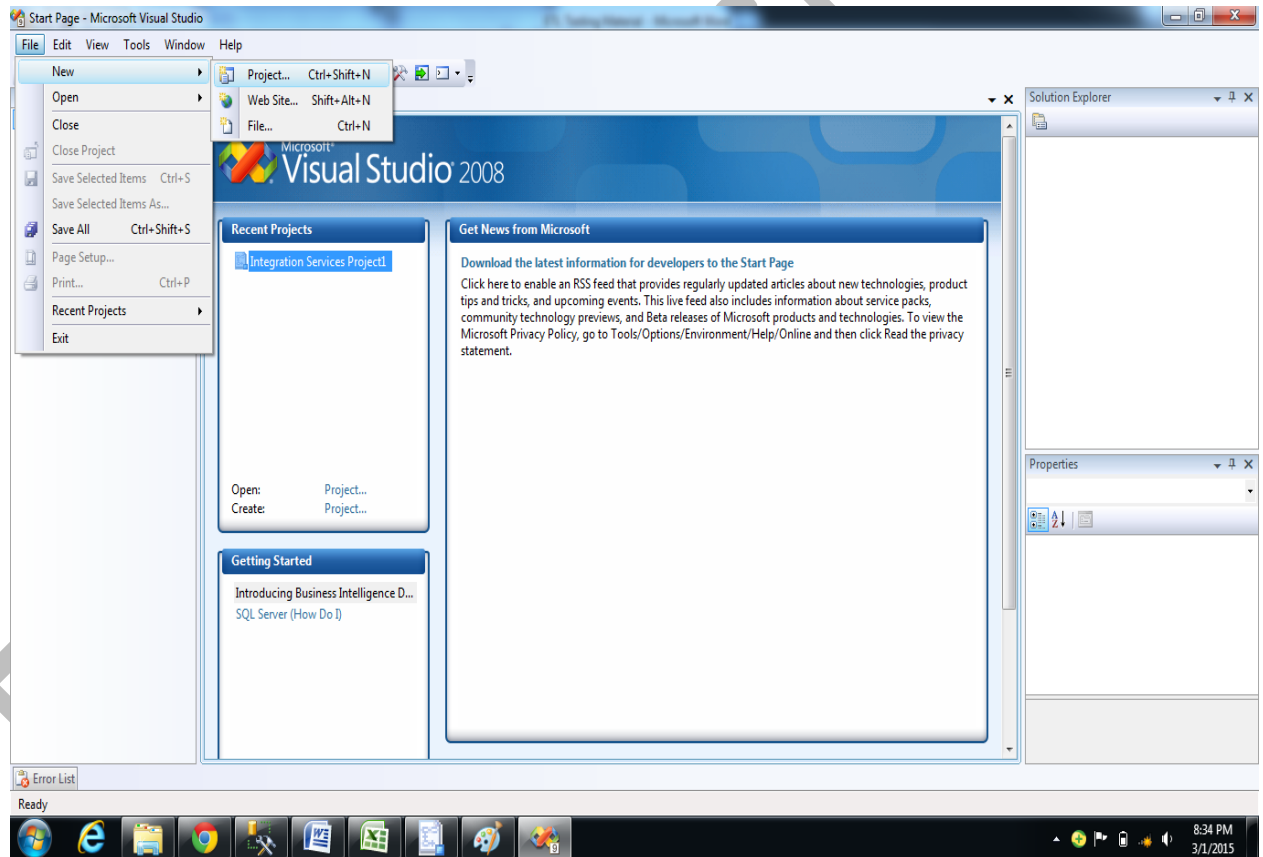 Start Page - Microsoft Visual Studio
File Edit View Tools Window Help
New
Open
Close
Close Project
Save Selected Items Ctrl+S
Save Selected Items As...
Save All Ctrl+Shift+S
Page Setup...
Print... Ctrl+P
Recent Projects
Exit
Project... Ctrl+Shift+N
Web Site... Shift+Alt+N
File... Ctrl+N
Microsoft®
Visual Studio® 2008
Recent Projects
Integration Services Project1
Open: Project...
Create: Project...
Getting Started
Introducing Business Intelligence D...
SQL Server (How Do I)
Get News from Microsoft
Download the latest information for developers to the Start Page
Click here to enable an RSS feed that provides regularly updated articles about new technologies, product
tips and tricks, and upcoming events. This live feed also includes information about service packs,
community technology previews, and Beta releases of Microsoft products and technologies. To view the
Microsoft Privacy Policy, go to Tools/Options/Environment/Help/Online and then click Read the privacy
statement.
Solution Explorer
Properties
Error List
Ready
8:34 PM
3/1/2015